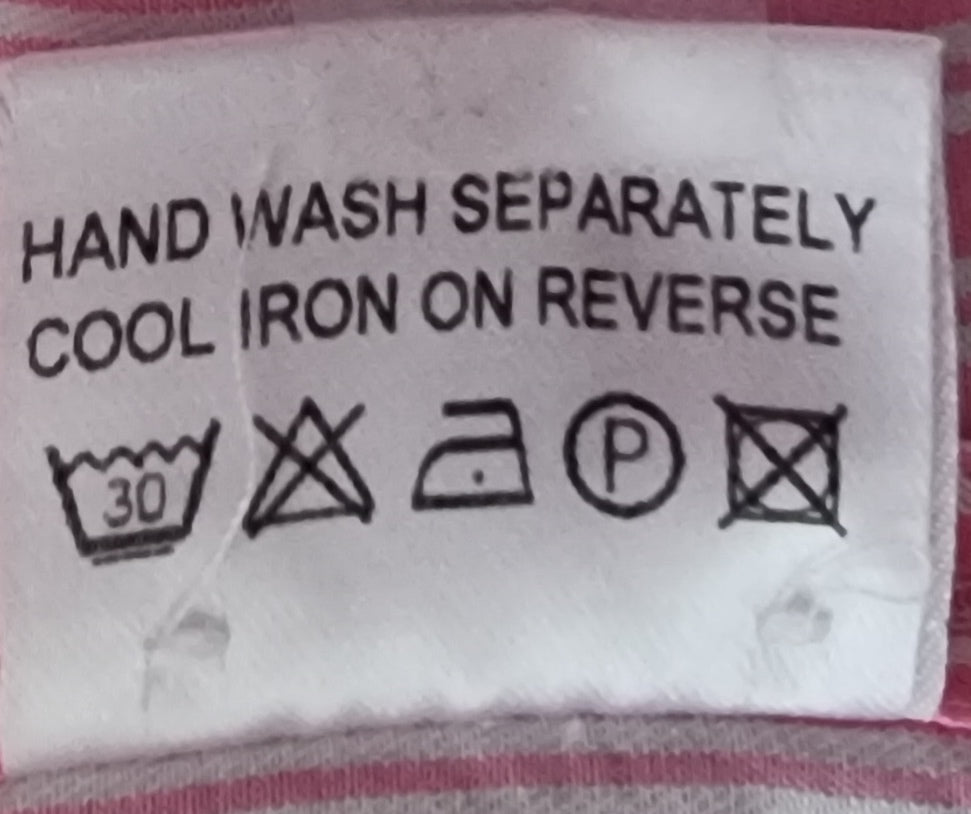 HAND WASH SEPARATELY
COOL IRON ON REVERSE
30 P